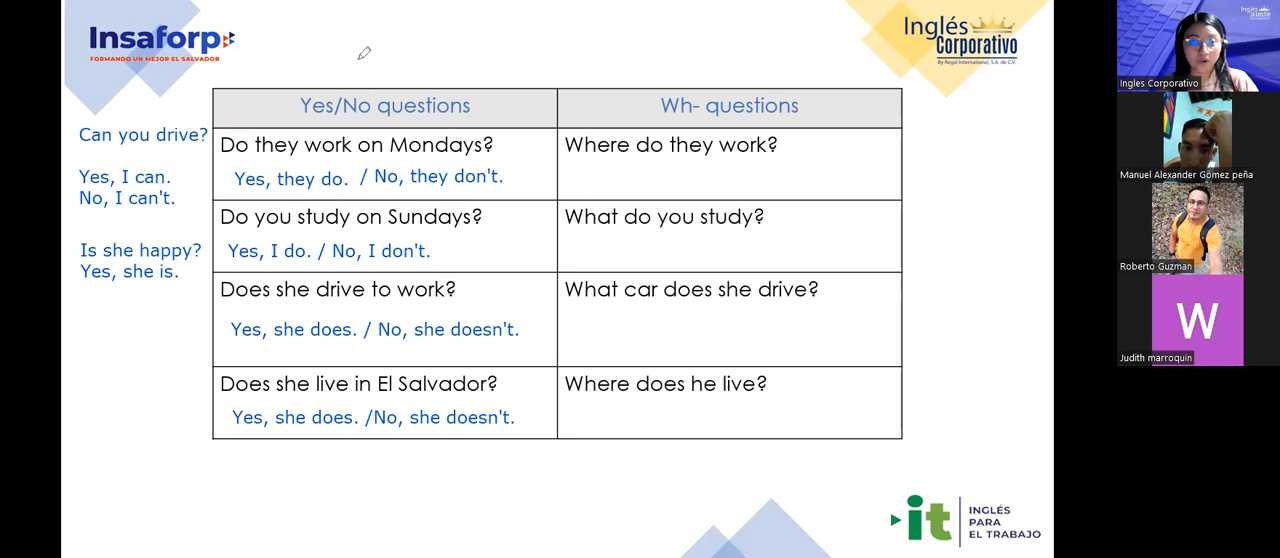 Insaforp
FORMANDO UN MEJOR EL SALVADOR
Inglés
Corporativo
By Regal International, S.A. de C.V.
Yes/No questions
Wh- questions
Can you drive?
Yes, I can.
No, I can't.
Is she happy?
Yes, she is.
Do they work on Mondays?
Yes, they do. / No, they don't.
Where do they work?
Do you study on Sundays?
Yes, I do. / No, I don't.
What do you study?
Does she drive to work?
Yes, she does. / No, she doesn't.
What car does she drive?
Does she live in El Salvador?
Yes, she does. /No, she doesn't.
Where does he live?
it
INGLÉS
PARA
EL TRABAJO
Ingles Corporativo
Manuel Alexander Gomez peña
Roberto Guzman
W
Judith marroquin